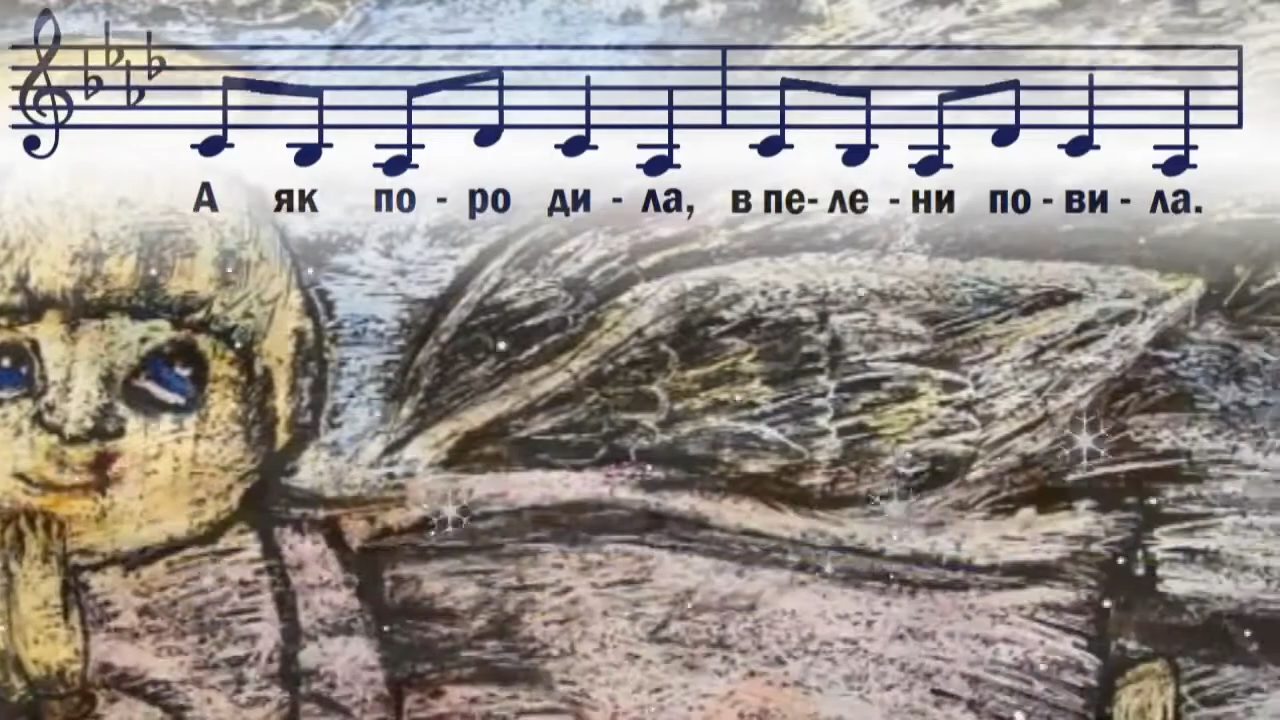 А як по - ро ди - ла, в пе- ле - ни по - ви - ла.